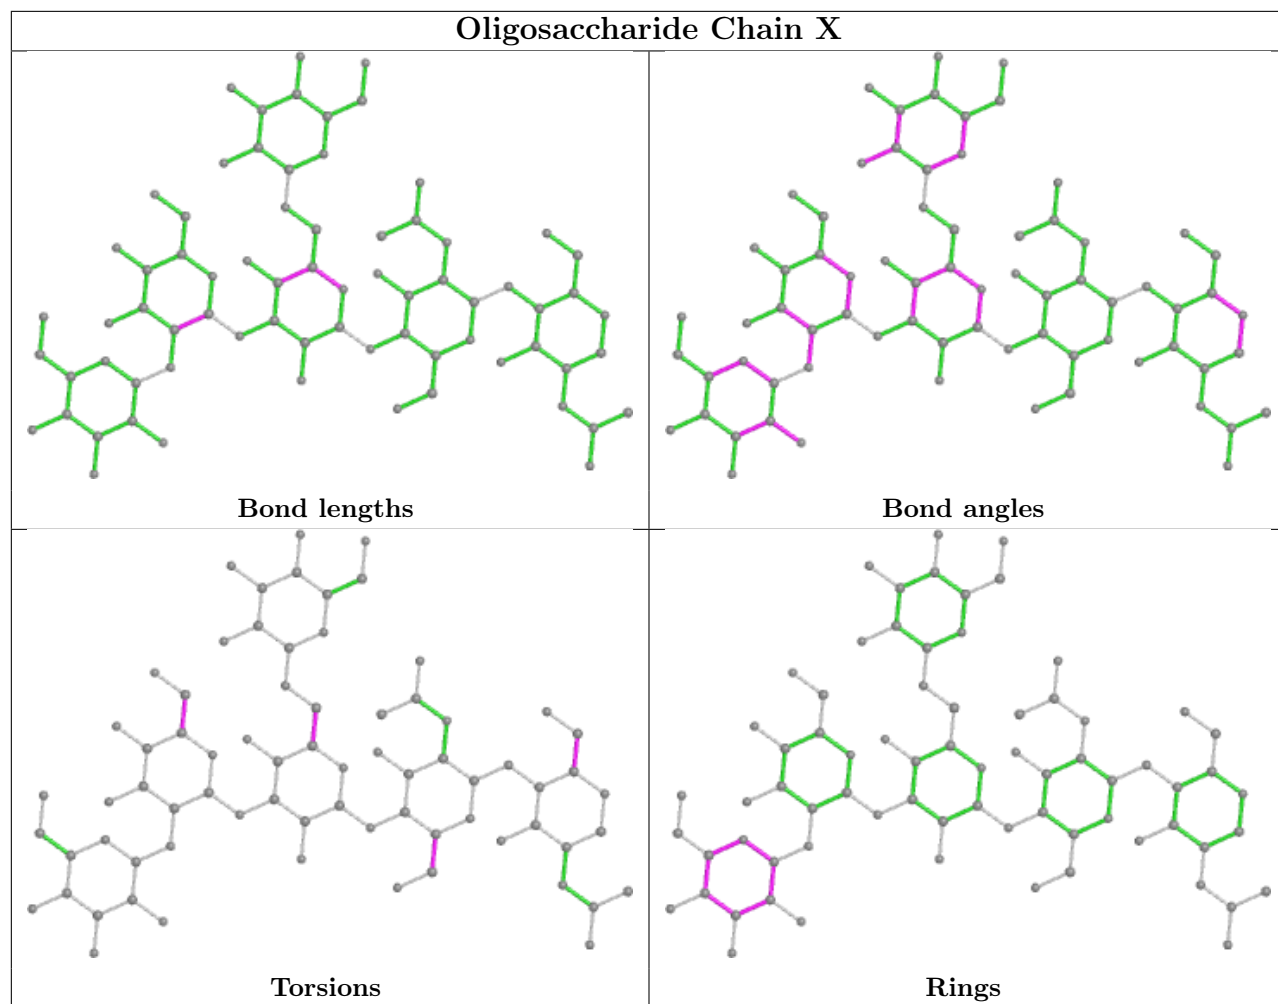 Oligosaccharide Chain X
Bond lengths
Bond angles
Torsions
Rings